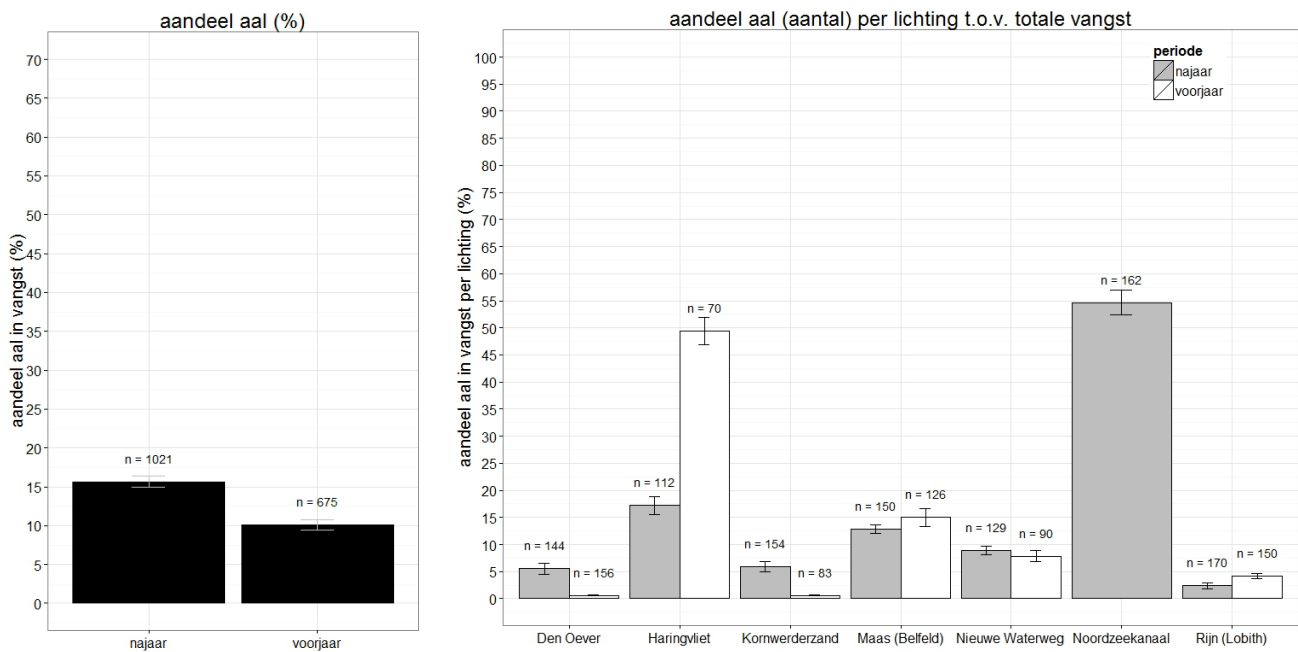 aandeel aal (%)
aandeel aal in vangst (%)
70
65
60
55
50
45
40
35
30
25
20
15
10
5
0
n = 1021
n = 675
najaar
voorjaar
aandeel aal (aantal) per lichting t.o.v. totale vangst
periode
najaar
voorjaar
aandeel aal in vangst per lichting (%)
100
95
90
85
80
75
70
65
60
55
50
45
40
35
30
25
20
15
10
5
0
n = 144
n = 156
n = 112
n = 70
n = 154
n = 83
n = 150
n = 126
n = 129
n = 90
n = 162
n = 170
n = 150
Den Oever
Haringvliet
Kornwerderzand
Maas (Belfeld)
Nieuwe Waterweg
Noordzeekanaal
Rijn (Lobith)